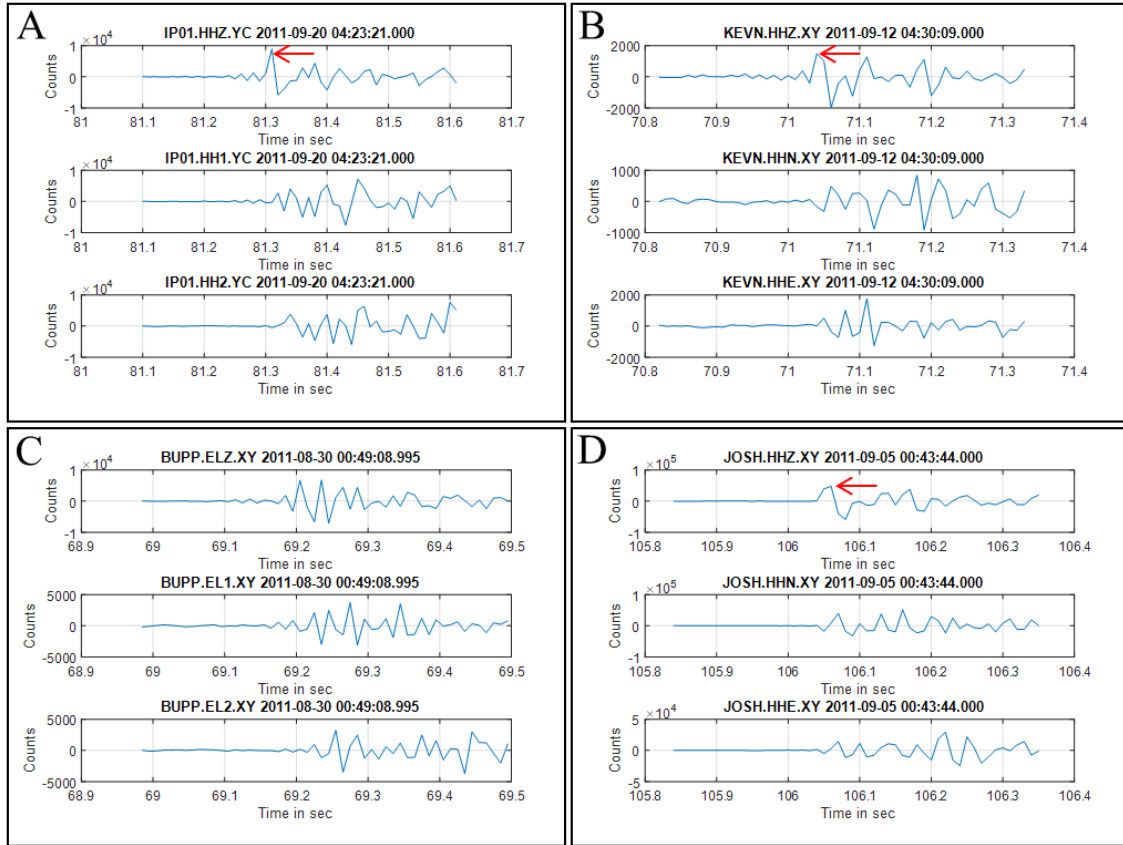 A
IP01.HHZ.YC 2011-09-20 04:23:21.000
×10^4
1
0
-1
Counts
81 81.1 81.2 81.3 81.4 81.5 81.6 81.7
Time in sec
IP01.HH1.YC 2011-09-20 04:23:21.000
×10^4
1
0
-1
Counts
81 81.1 81.2 81.3 81.4 81.5 81.6 81.7
Time in sec
IP01.HH2.YC 2011-09-20 04:23:21.000
×10^4
1
0
-1
Counts
81 81.1 81.2 81.3 81.4 81.5 81.6 81.7
Time in sec
B
KEVN.HHZ.XY 2011-09-12 04:30:09.000
2000
0
-2000
Counts
70.8 70.9 71 71.1 71.2 71.3 71.4
Time in sec
KEVN.HHN.XY 2011-09-12 04:30:09.000
1000
0
-1000
Counts
70.8 70.9 71 71.1 71.2 71.3 71.4
Time in sec
KEVN.HHE.XY 2011-09-12 04:30:09.000
2000
0
-2000
Counts
70.8 70.9 71 71.1 71.2 71.3 71.4
Time in sec
C
BUPP.ELZ.XY 2011-08-30 00:49:08.995
×10^4
1
0
-1
Counts
68.9 69 69.1 69.2 69.3 69.4 69.5
Time in sec
BUPP.EL1.XY 2011-08-30 00:49:08.995
5000
0
-5000
Counts
68.9 69 69.1 69.2 69.3 69.4 69.5
Time in sec
BUPP.EL2.XY 2011-08-30 00:49:08.995
5000
0
-5000
Counts
68.9 69 69.1 69.2 69.3 69.4 69.5
Time in sec
D
JOSH.HHZ.XY 2011-09-05 00:43:44.000
×10^5
1
0
-1
Counts
105.8 105.9 106 106.1 106.2 106.3 106.4
Time in sec
JOSH.HHN.XY 2011-09-05 00:43:44.000
×10^5
1
0
-1
Counts
105.8 105.9 106 106.1 106.2 106.3 106.4
Time in sec
JOSH.HHE.XY 2011-09-05 00:43:44.000
×10^4
5
0
-5
Counts
105.8 105.9 106 106.1 106.2 106.3 106.4
Time in sec